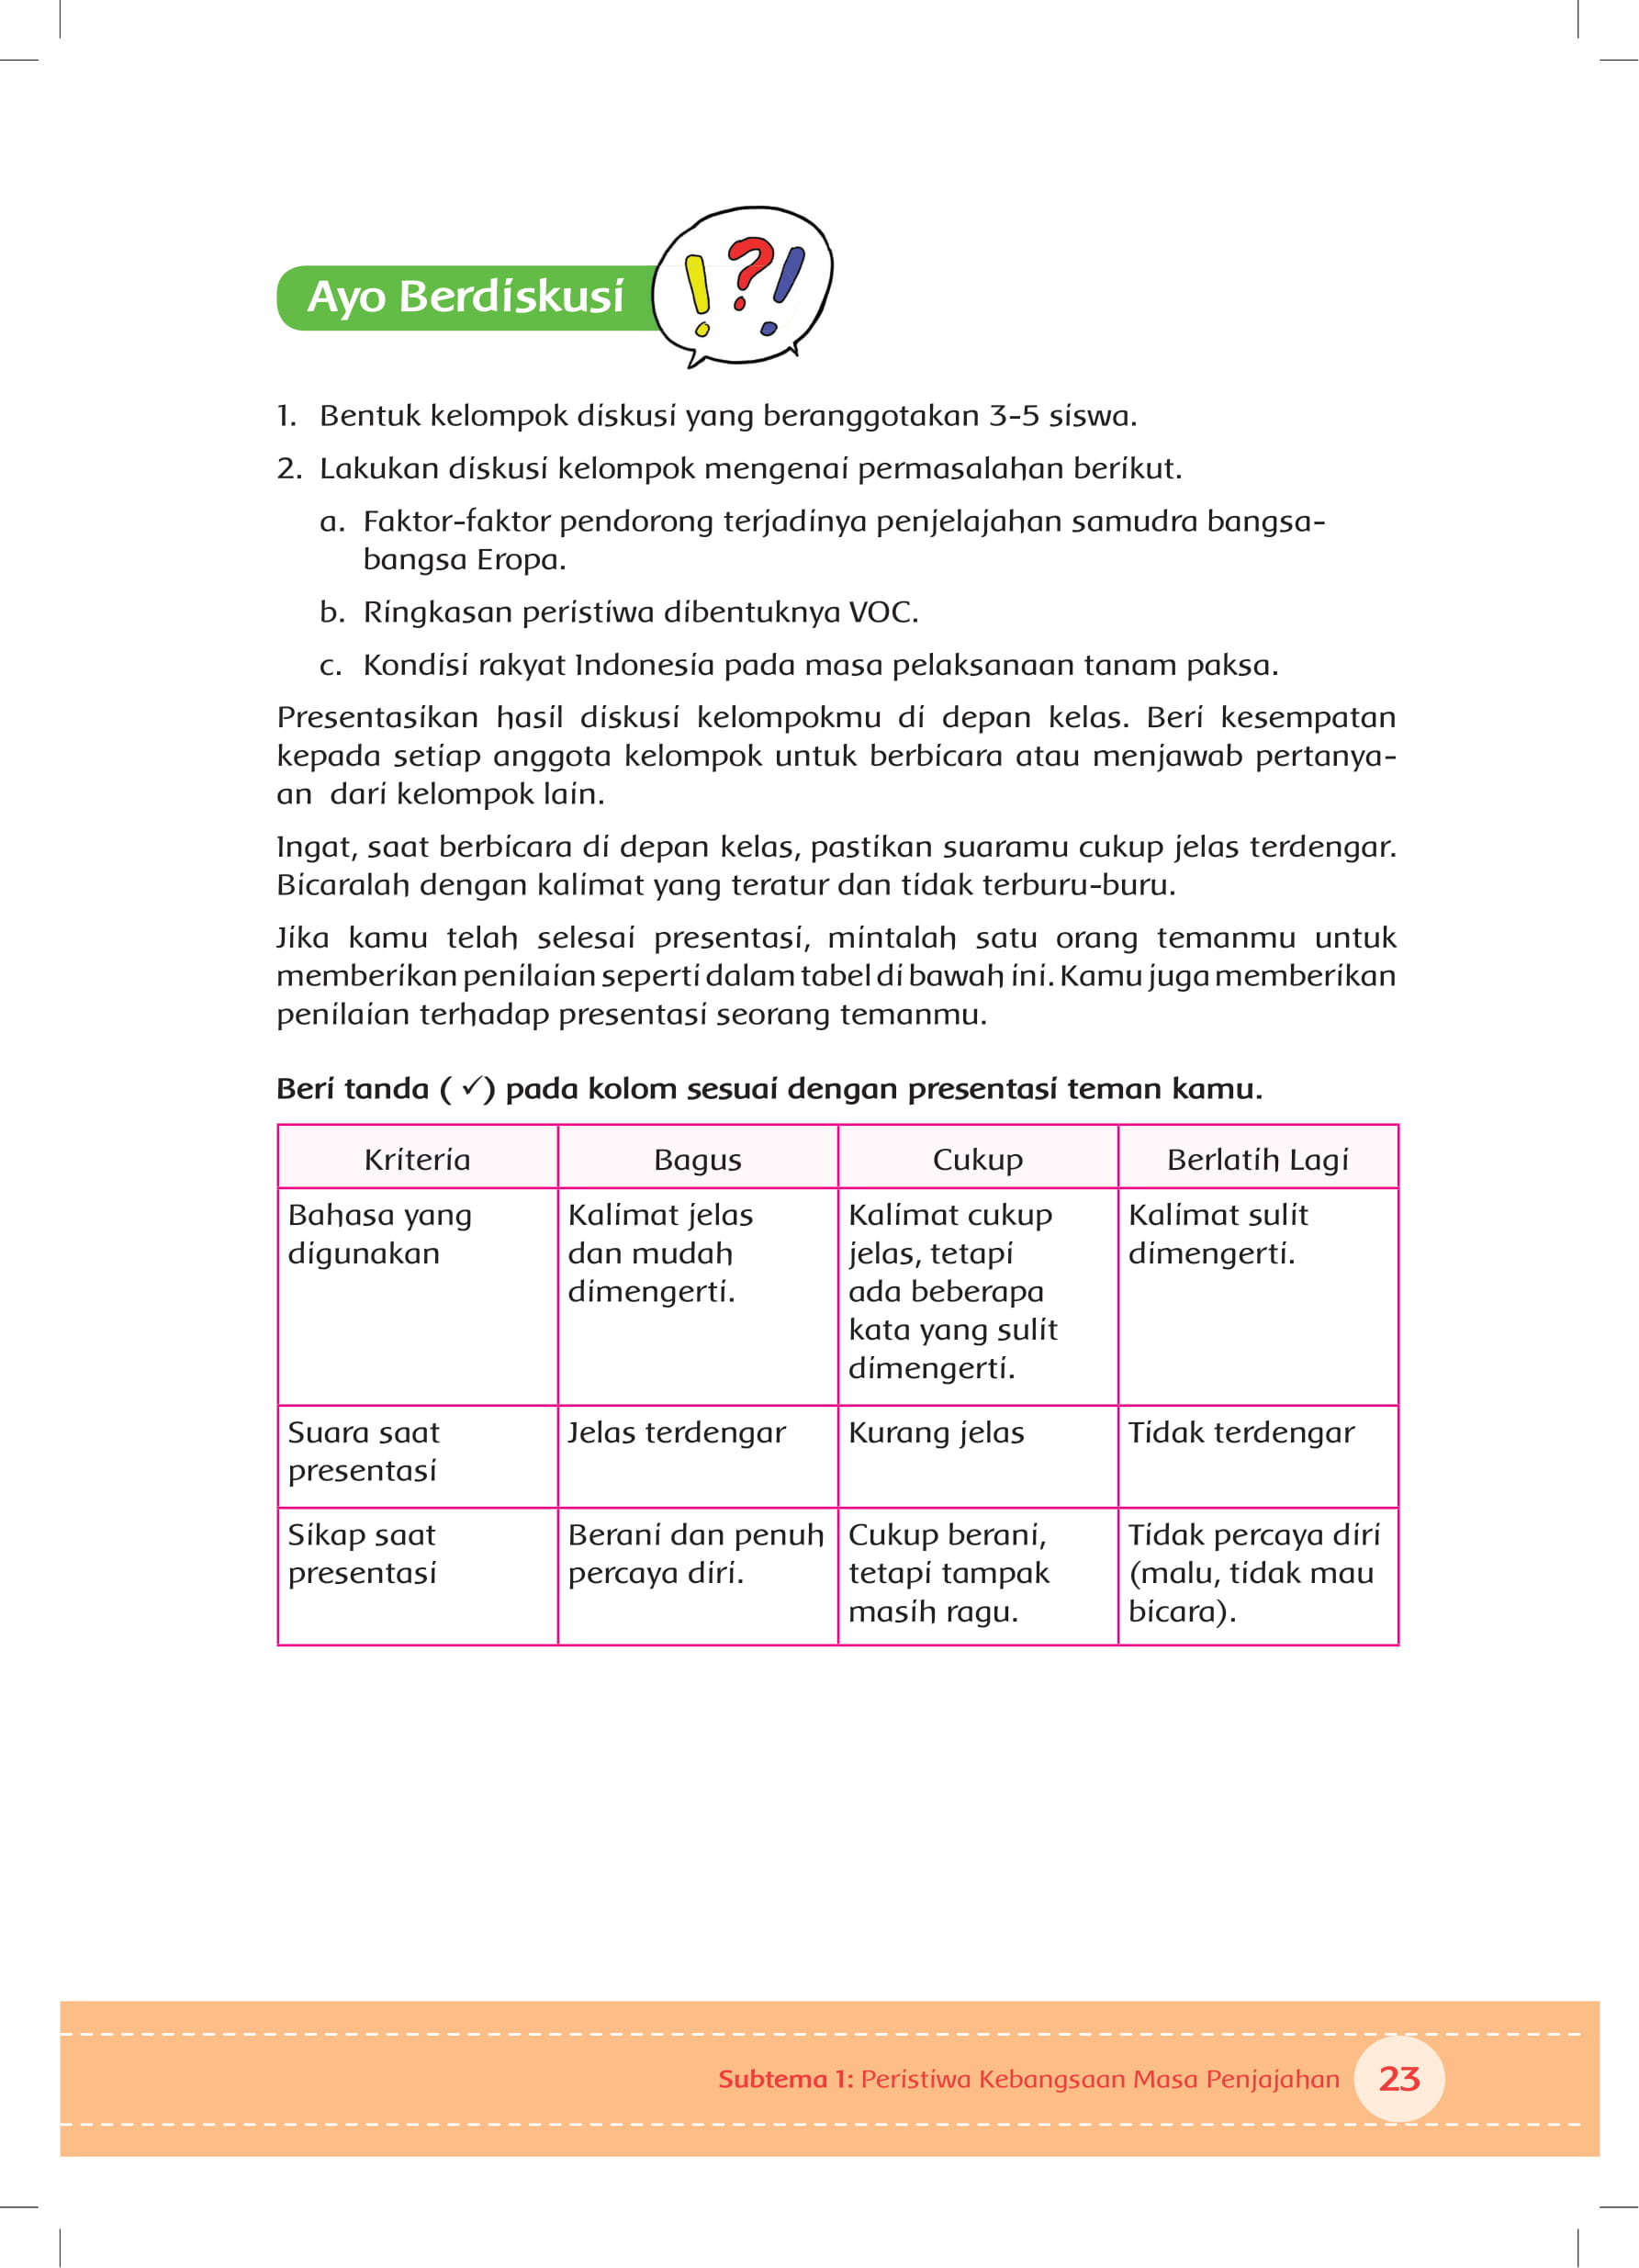 Ayo Berdiskusi
1. Bentuk kelompok diskusi yang beranggotakan 3-5 siswa.
2. Lakukan diskusi kelompok mengenai permasalahan berikut.
a. Faktor-faktor pendorong terjadinya penjelajahan samudra bangsa-
bangsa Eropa.
b. Ringkasan peristiwa dibentuknya VOC.
c. Kondisi rakyat Indonesia pada masa pelaksanaan tanam paksa.
Presentasikan hasil diskusi kelompokmu di depan kelas. Beri kesempatan
kepada setiap anggota kelompok untuk berbicara atau menjawab pertanya-
an dari kelompok lain.
Ingat, saat berbicara di depan kelas, pastikan suaramu cukup jelas terdengar.
Bicaralah dengan kalimat yang teratur dan tidak terburu-buru.
Jika kamu telah selesai presentasi, mintalah satu orang temanmu untuk
memberikan penilaian seperti dalam tabel di bawah ini. Kamu juga memberikan
penilaian terhadap presentasi seorang temanmu.
Beri tanda ( ✓) pada kolom sesuai dengan presentasi teman kamu.
Kriteria Bagus Cukup Berlatih Lagi
Bahasa yang
digunakan
Kalimat jelas
dan mudah
dimengerti.
Kalimat cukup
jelas, tetapi
ada beberapa
kata yang sulit
dimengerti.
Kalimat sulit
dimengerti.
Suara saat
presentasi
Jelas terdengar
Kurang jelas
Tidak terdengar
Sikap saat
presentasi
Berani dan penuh
percaya diri.
Cukup berani,
tetapi tampak
masih ragu.
Tidak percaya diri
(malu, tidak mau
bicara).
Subtema 1: Peristiwa Kebangsaan Masa Penjajahan 23